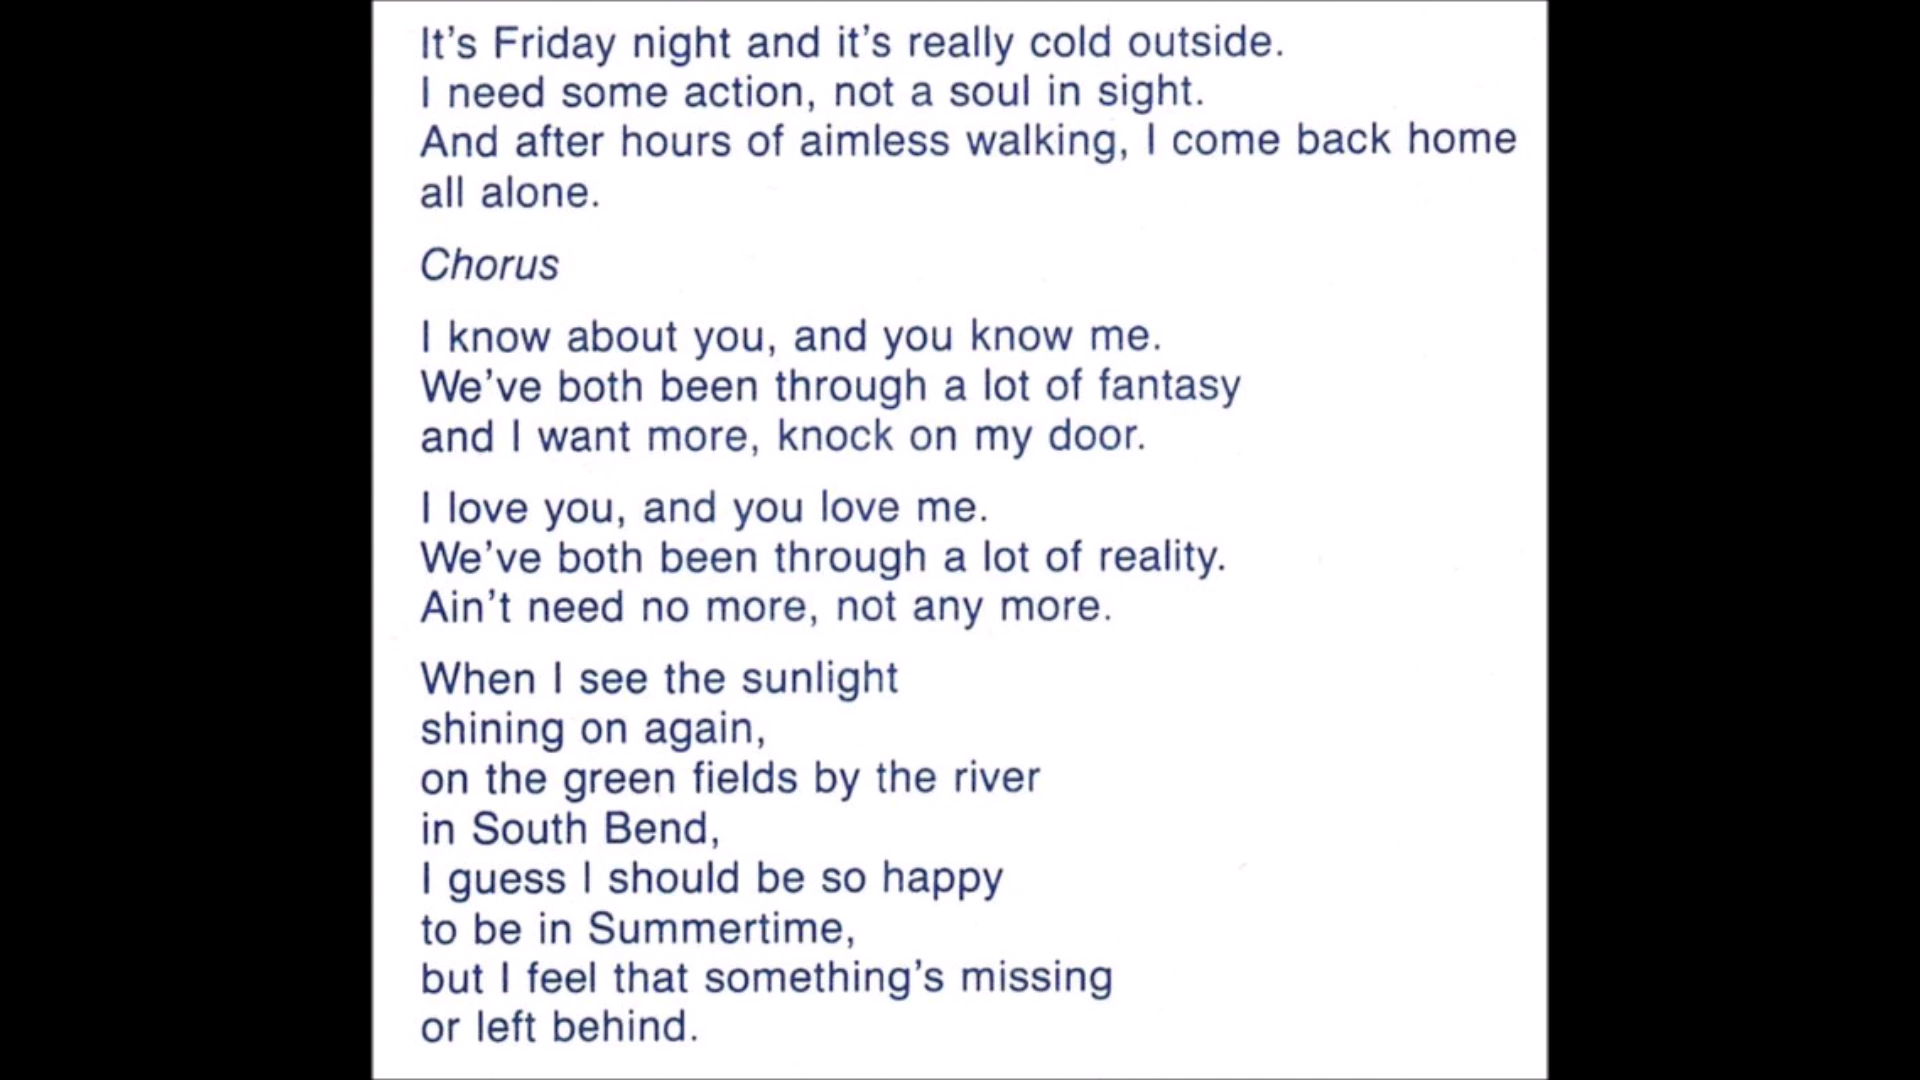 It's Friday night and it's really cold outside.
I need some action, not a soul in sight.
And after hours of aimless walking, I come back home
all alone.
Chorus
I know about you, and you know me.
We've both been through a lot of fantasy
and I want more, knock on my door.
I love you, and you love me.
We've both been through a lot of reality.
Ain't need no more, not any more.
When I see the sunlight
shining on again,
on the green fields by the river
in South Bend,
I guess I should be so happy
to be in Summertime,
but I feel that something's missing
or left behind.